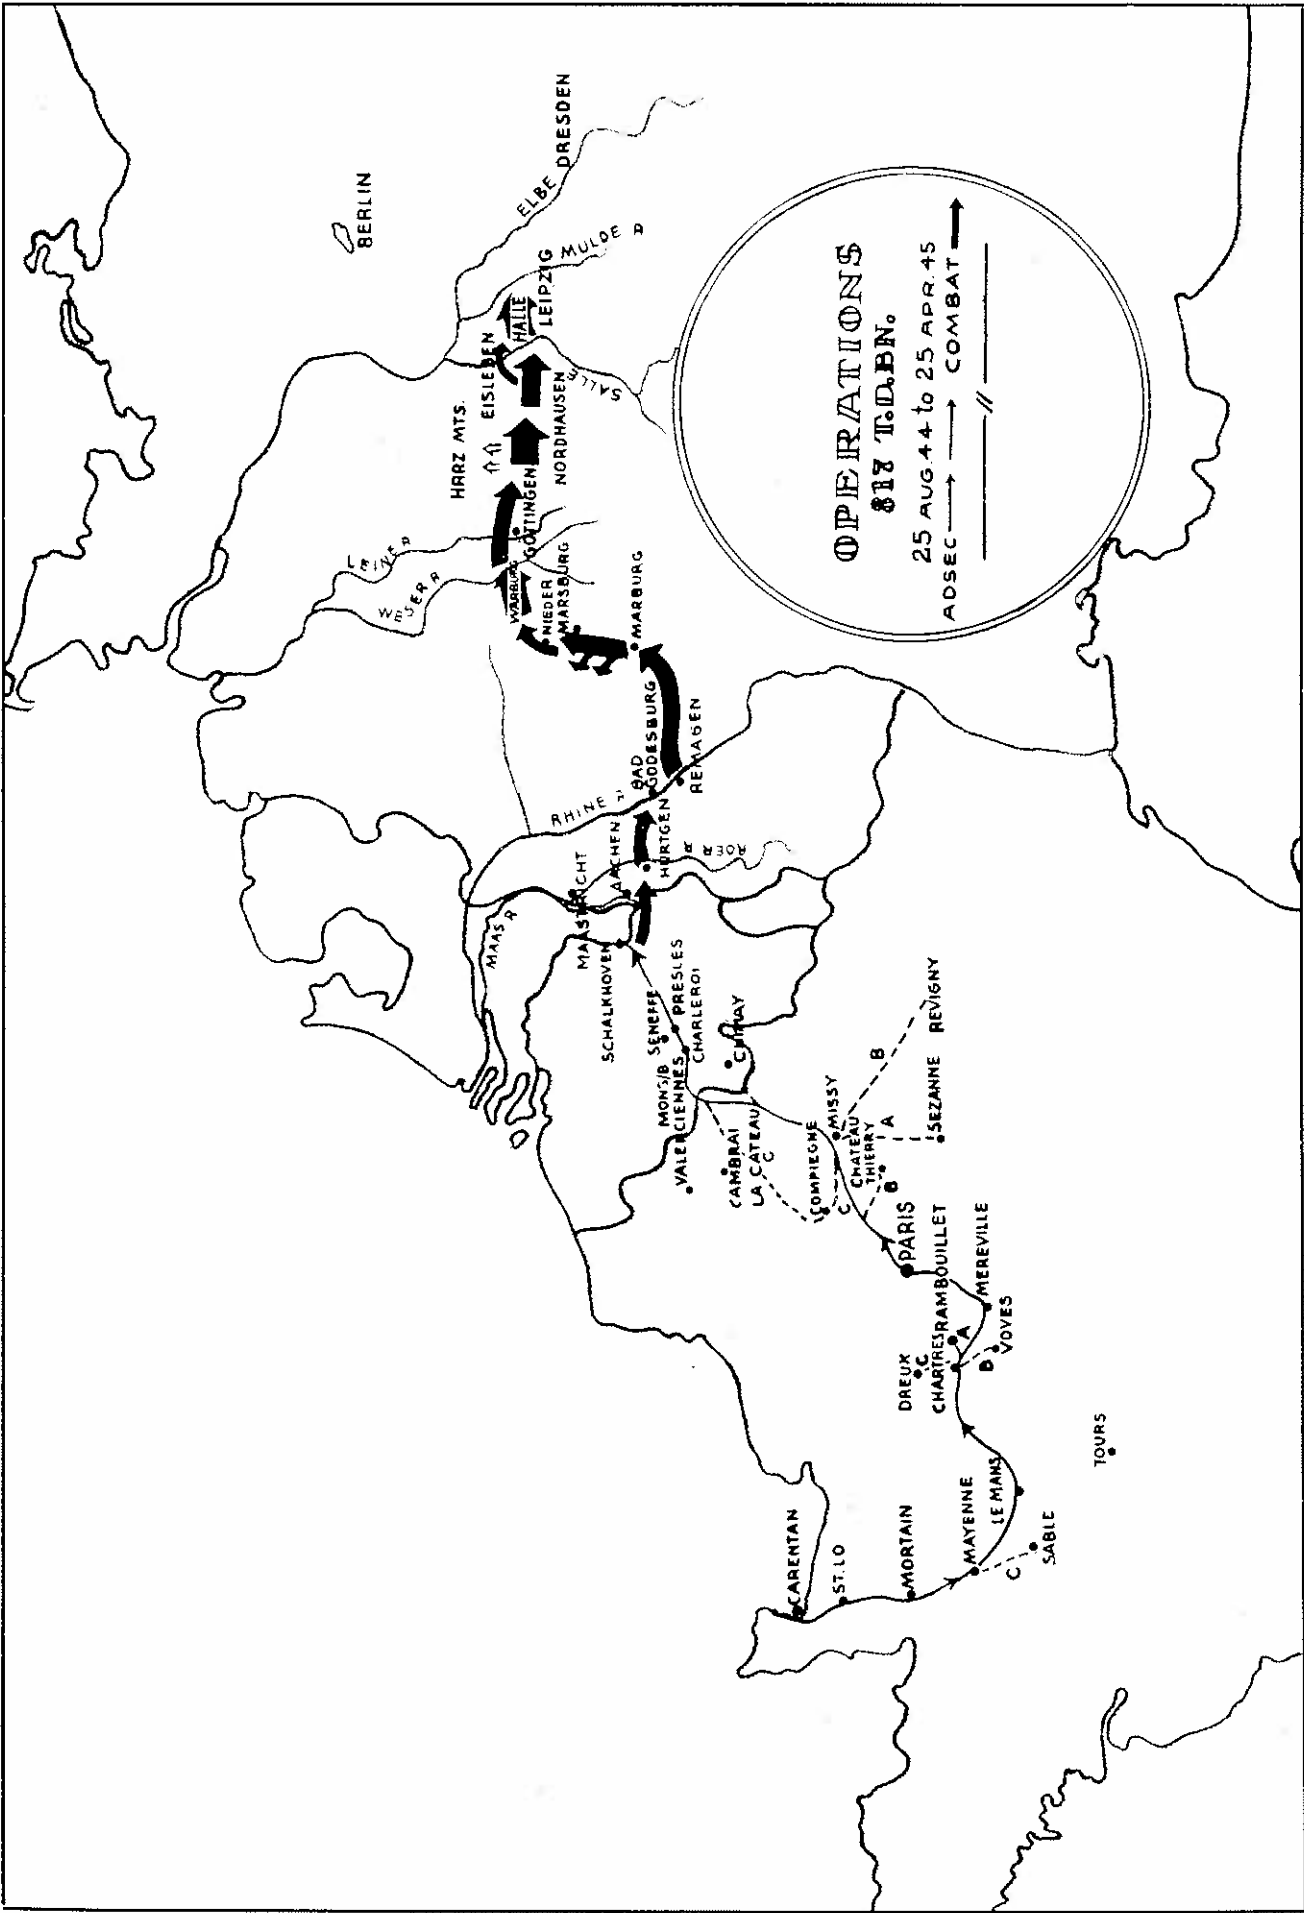 OPERATIONS
817 T.D.BN.
25 AUG.44 to 25 APR.45
ADSEC COMBAT
BERLIN
ELBE
DRESDEN
MULDE R
LEIPZIG
HALLE
EISLEBEN
SALLE
HARZ MTS.
NORDHAUSEN
GOTTINGEN
LEINE R
WESER R
WARBURG
NIEDER
MARSBURG
MARBURG
BAD
GODESBURG
REMAGEN
RHINE R
HURTGEN
AACHEN
ROER R
MAASTRICHT
MAAS R
SCHALKHOVEN
PRESLES
SENEFFE
CHARLEROI
MONS/B
VALENCIENNES
CHIMAY
CAMBRAI
LA CATEAU
C
COMPIEGNE
C
MISSY
CHATEAU
THIERRY
B
A
B
REVIGNY
SEZANNE
PARIS
RAMBOUILLET
MEREVILLE
A
VOVES
B
DREUX
C
CHARTRES
TOURS
LE MANS
MAYENNE
SABLE
C
MORTAIN
ST.LO
CARENTAN